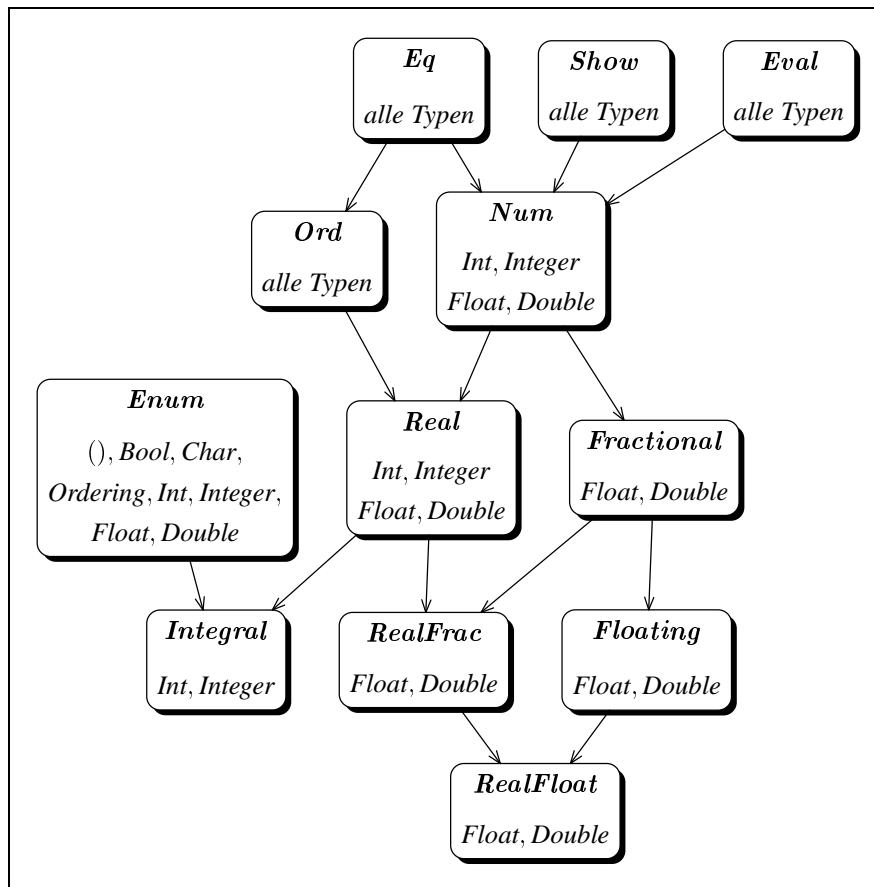 Eq
alle Typen
Show
alle Typen
Eval
alle Typen
Ord
alle Typen
Num
Int, Integer
Float, Double
Enum
(), Bool, Char,
Ordering, Int, Integer,
Float, Double
Real
Int, Integer
Float, Double
Fractional
Float, Double
Integral
Int, Integer
RealFrac
Float, Double
Floating
Float, Double
RealFloat
Float, Double